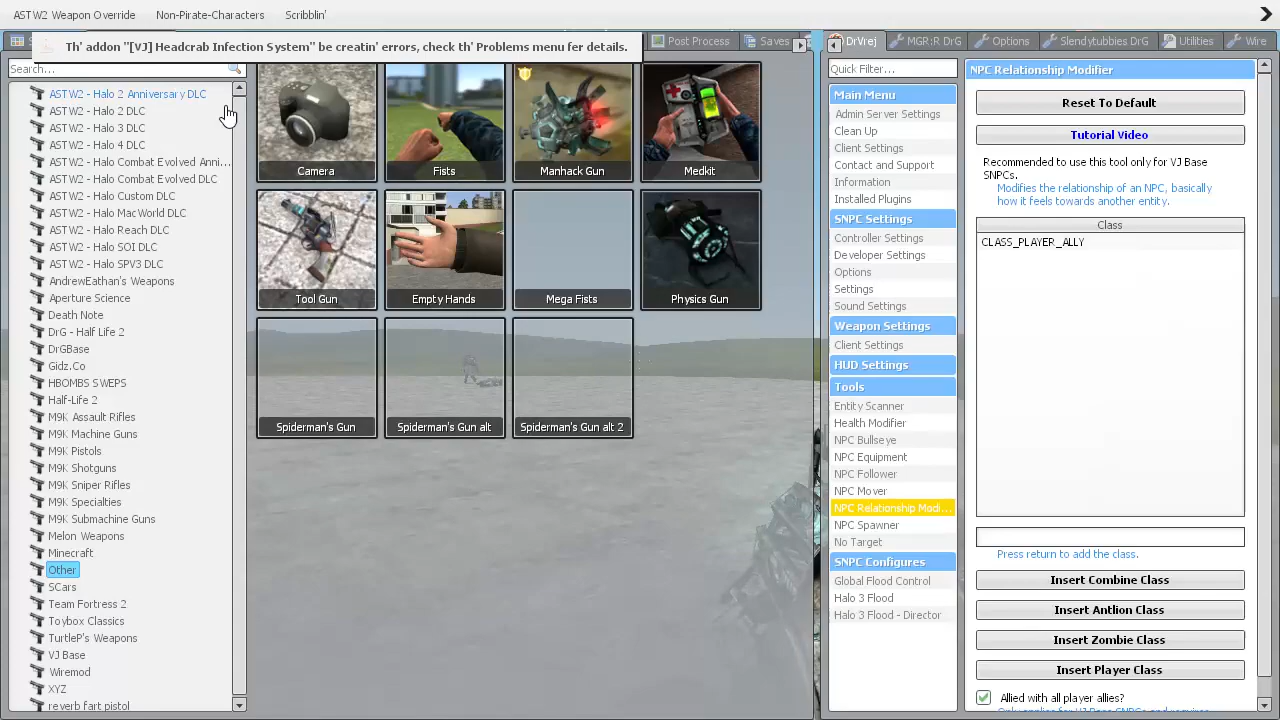 ASTW2 Weapon Override
Non-Pirate-Characters
Scribblin'
Th' addon "[VJ] Headcrab Infection System" be creatin' errors, check th' Problems menu fer details.
Post Process
Saves
DrVrej
MGR:R DrG
Options
Slendytubbies DrG
Utilities
Wire
Search...
ASTW2 - Halo 2 Anniversary DLC
ASTW2 - Halo 2 DLC
ASTW2 - Halo 3 DLC
ASTW2 - Halo 4 DLC
ASTW2 - Halo Combat Evolved Anni...
ASTW2 - Halo Combat Evolved DLC
ASTW2 - Halo Custom DLC
ASTW2 - Halo MacWorld DLC
ASTW2 - Halo Reach DLC
ASTW2 - Halo SOI DLC
ASTW2 - Halo SPV3 DLC
AndrewEathan's Weapons
Aperture Science
Death Note
DrG - Half Life 2
DrGBase
Gidz.Co
HBOMBS SWEPS
Half-Life 2
M9K Assault Rifles
M9K Machine Guns
M9K Pistols
M9K Shotguns
M9K Sniper Rifles
M9K Specialties
M9K Submachine Guns
Melon Weapons
Minecraft
Other
SCars
Team Fortress 2
Toybox Classics
TurtleP's Weapons
VJ Base
Wiremod
XYZ
reverb fart pistol
Camera
Fists
Manhack Gun
Medkit
Tool Gun
Empty Hands
Mega Fists
Physics Gun
Spiderman's Gun
Spiderman's Gun alt
Spiderman's Gun alt 2
Quick Filter...
Main Menu
Admin Server Settings
Clean Up
Client Settings
Contact and Support
Information
Installed Plugins
SNPC Settings
Controller Settings
Developer Settings
Options
Settings
Sound Settings
Weapon Settings
Client Settings
HUD Settings
Tools
Entity Scanner
Health Modifier
NPC Bullseye
NPC Equipment
NPC Follower
NPC Mover
NPC Relationship Modi...
NPC Spawner
No Target
SNPC Configures
Global Flood Control
Halo 3 Flood
Halo 3 Flood - Director
NPC Relationship Modifier
Reset To Default
Tutorial Video
Recommended to use this tool only for VJ Base
SNPCs.
Modifies the relationship of an NPC, basically
how it feels towards another entity.
Class
CLASS_PLAYER_ALLY
Press return to add the class.
Insert Combine Class
Insert Antlion Class
Insert Zombie Class
Insert Player Class
Allied with all player allies?